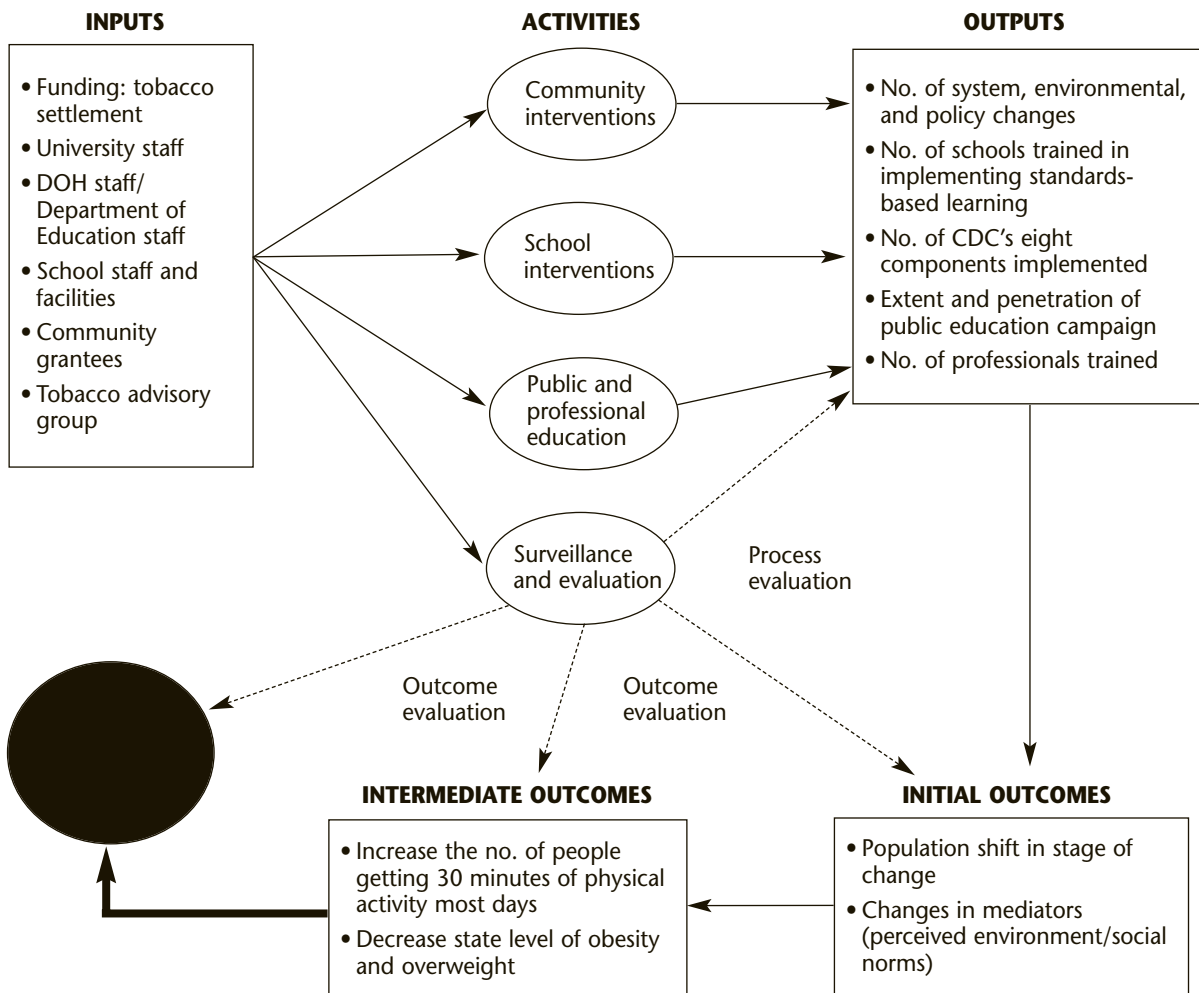 INPUTS
• Funding: tobacco
settlement
• University staff
• DOH staff/
Department of
Education staff
• School staff and
facilities
• Community
grantees
• Tobacco advisory
group
ACTIVITIES
Community
interventions
School
interventions
Public and
professional
education
Surveillance
and evaluation
OUTPUTS
• No. of system, environmental,
and policy changes
• No. of schools trained in
implementing standards-
based learning
• No. of CDC’s eight
components implemented
• Extent and penetration of
public education campaign
• No. of professionals trained
Process
evaluation
Outcome
evaluation
Outcome
evaluation
INTERMEDIATE OUTCOMES
• Increase the no. of people
getting 30 minutes of physical
activity most days
• Decrease state level of obesity
and overweight
INITIAL OUTCOMES
• Population shift in stage of
change
• Changes in mediators
(perceived environment/social
norms)